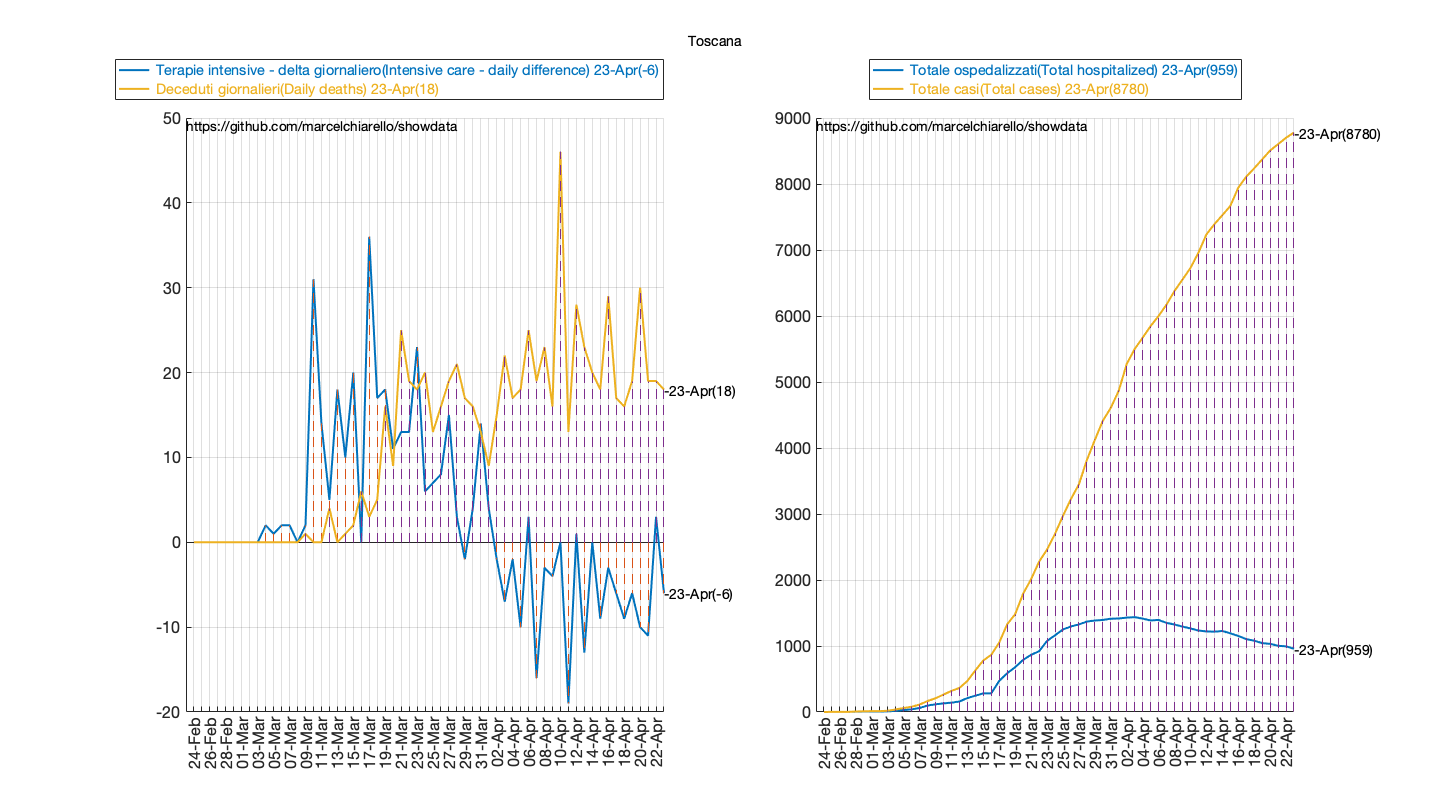 Toscana
Terapie intensive - delta giornaliero(Intensive care - daily difference) 23-Apr(-6)
Deceduti giornalieri(Daily deaths) 23-Apr(18)
https://github.com/marcelchiarello/showdata
50
40
30
20
10
0
-10
-20
-23-Apr(18)
-23-Apr(-6)
24-Feb
26-Feb
28-Feb
01-Mar
03-Mar
05-Mar
07-Mar
09-Mar
11-Mar
13-Mar
15-Mar
17-Mar
19-Mar
21-Mar
23-Mar
25-Mar
27-Mar
29-Mar
31-Mar
02-Apr
04-Apr
06-Apr
08-Apr
10-Apr
12-Apr
14-Apr
16-Apr
18-Apr
20-Apr
22-Apr
Totale ospedalizzati(Total hospitalized) 23-Apr(959)
Totale casi(Total cases) 23-Apr(8780)
https://github.com/marcelchiarello/showdata
9000
8000
7000
6000
5000
4000
3000
2000
1000
0
-23-Apr(8780)
-23-Apr(959)
24-Feb
26-Feb
28-Feb
01-Mar
03-Mar
05-Mar
07-Mar
09-Mar
11-Mar
13-Mar
15-Mar
17-Mar
19-Mar
21-Mar
23-Mar
25-Mar
27-Mar
29-Mar
31-Mar
02-Apr
04-Apr
06-Apr
08-Apr
10-Apr
12-Apr
14-Apr
16-Apr
18-Apr
20-Apr
22-Apr